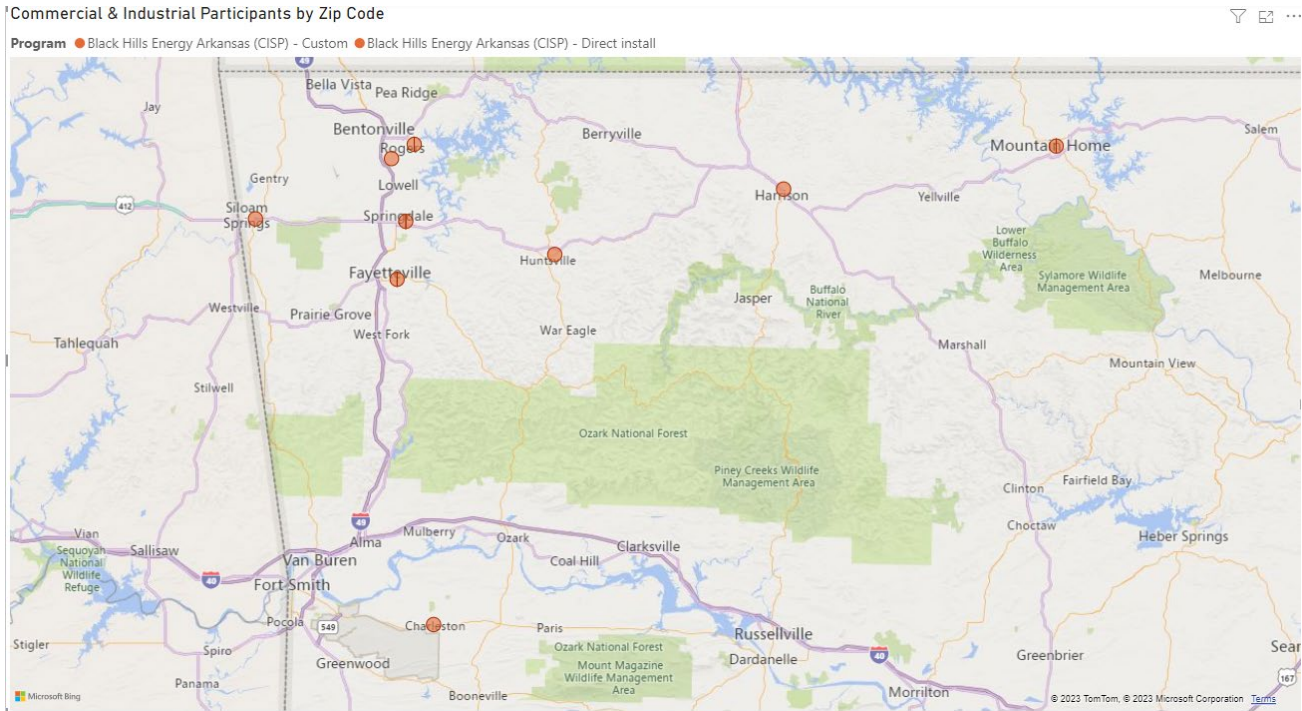 Commercial & Industrial Participants by Zip Code
Program Black Hills Energy Arkansas (CISP) - Custom Black Hills Energy Arkansas (CISP) - Direct install
49
Bella Vista
Pea Ridge
Jay
Bentonville
Rogers
Berryville
Mountain Home
Salem
Gentry
Lowell
Harrison
Yellville
412
Siloam
Springs
Springdale
Huntsville
Fayetteville
Lower
Buffalo
Wilderness
Area
Sylamore Wildlife
Management Area
Melbourne
Buffalo
National
River
Jasper
Westville
Prairie Grove
West Fork
War Eagle
Tahlequah
Marshall
Mountain View
Stilwell
Ozark National Forest
Piney Creeks Wildlife
Management Area
Clinton
Fairfield Bay
Choctaw
Heber Springs
49
Vian
Sallisaw
Sequoyah
National
Wildlife
Refuge
40
Alma
Mulberry
Ozark
Coal Hill
Clarksville
Van Buren
Fort Smith
Pocola
549
Charleston
Paris
Russellville
Dardanelle
Stigler
Spiro
Greenwood
Ozark National Forest
Mount Magazine
Wildlife Management
Area
40
Greenbrier
Sear
167
Panama
Booneville
Morrilton
Microsoft Bing
© 2023 TomTom, © 2023 Microsoft Corporation Terms